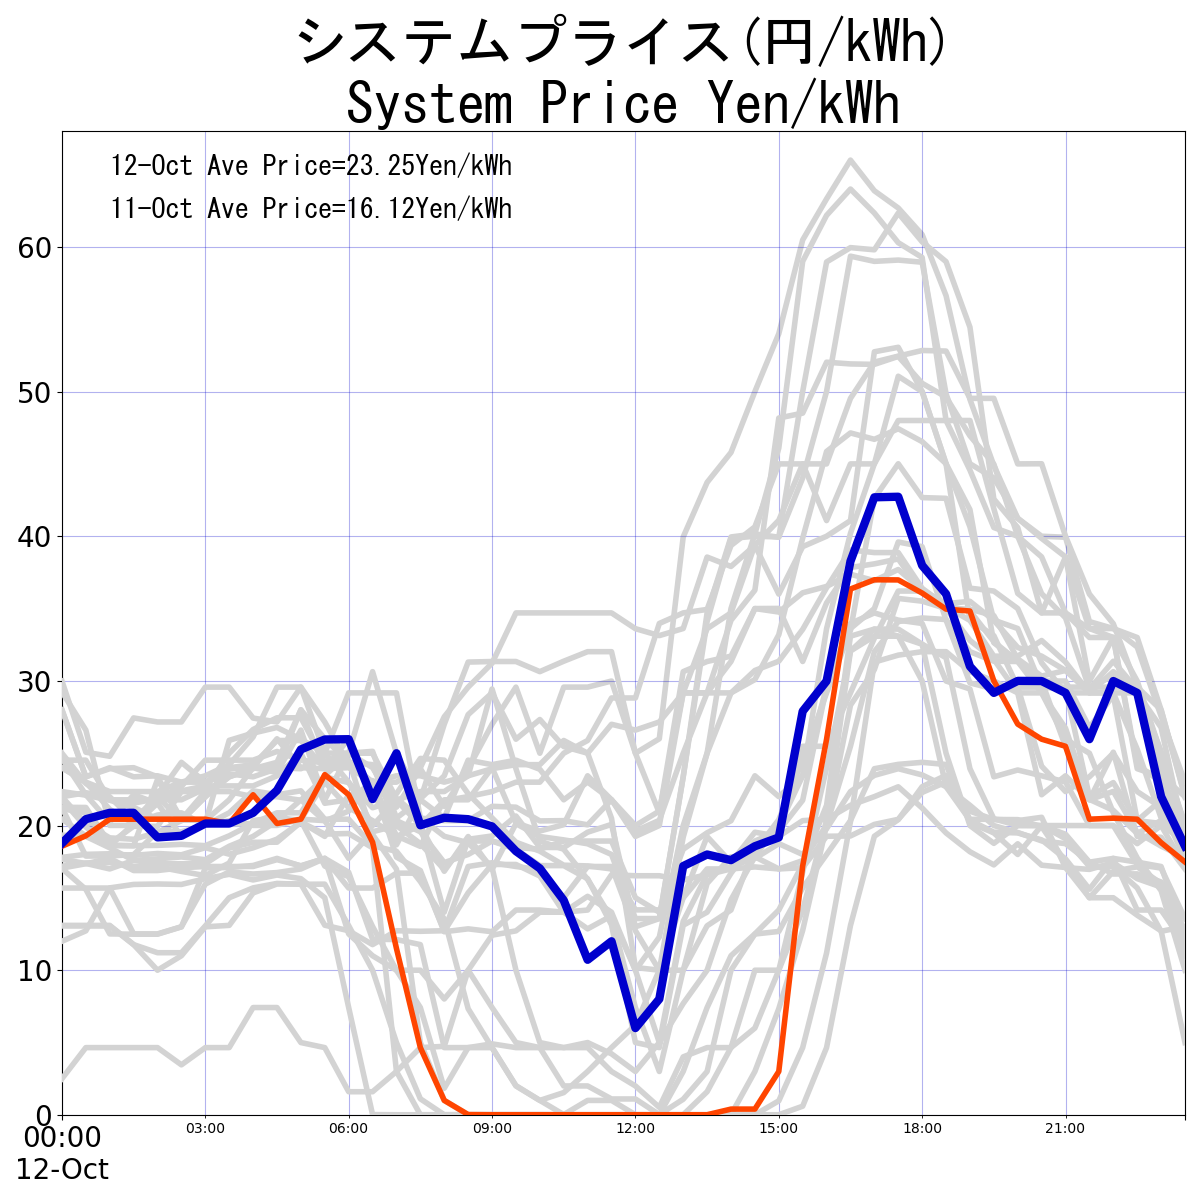 システムプライス(円/kWh)
System Price Yen/kWh
12-Oct Ave Price=23.25Yen/kWh
11-Oct Ave Price=16.12Yen/kWh
60
50
40
30
20
10
0
00:00 03:00 06:00 09:00 12:00 15:00 18:00 21:00
12-Oct